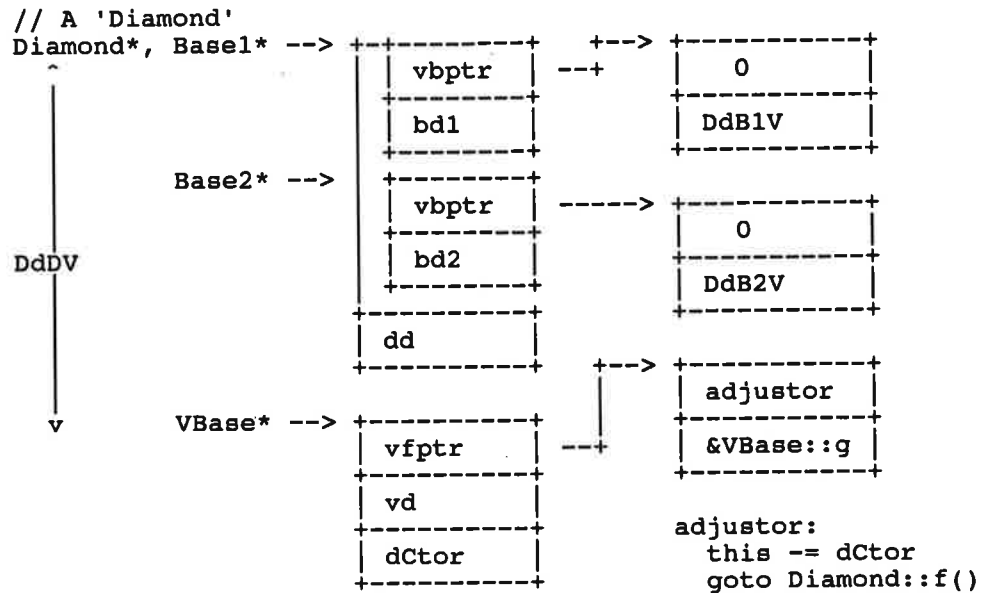 // A 'Diamond'
Diamond*, Base1* -->
vbptr
0
bd1
DdB1V
Base2* -->
vbptr
0
DdDV
bd2
DdB2V
dd
adjustor
VBase* -->
vfptr
&VBase::g
vd
adjustor:
dCtor
this -= dCtor
goto Diamond::f()